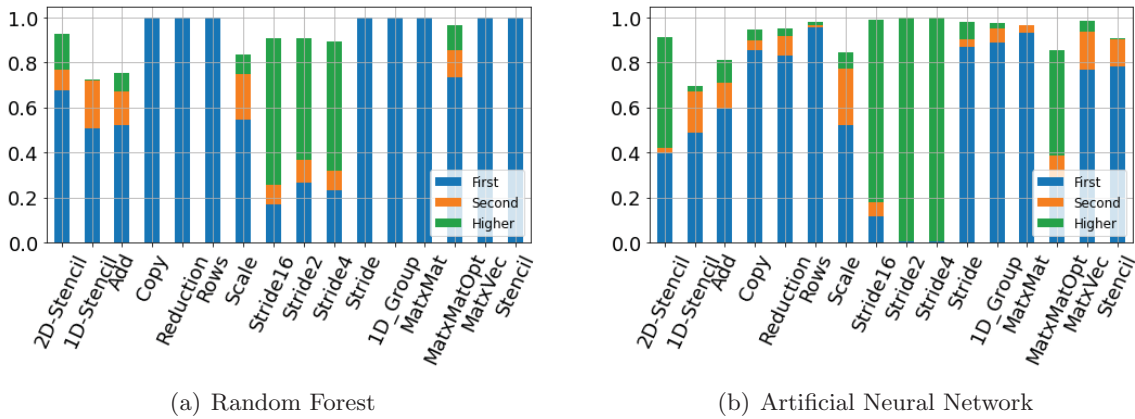 1.0
0.8
0.6
0.4
0.2
0.0
First
Second
Higher
2D-Stencil
1D-Stencil
Add
Copy
Reduction
Rows
Scale
Stride16
Stride2
Stride4
Stride
1D_Group
MatxMat
MatxMatOpt
MatxVec
Stencil
(a) Random Forest
1.0
0.8
0.6
0.4
0.2
0.0
First
Second
Higher
2D-Stencil
1D-Stencil
Add
Copy
Reduction
Rows
Scale
Stride16
Stride2
Stride4
Stride
1D_Group
MatxMat
MatxMatOpt
MatxVec
Stencil
(b) Artificial Neural Network